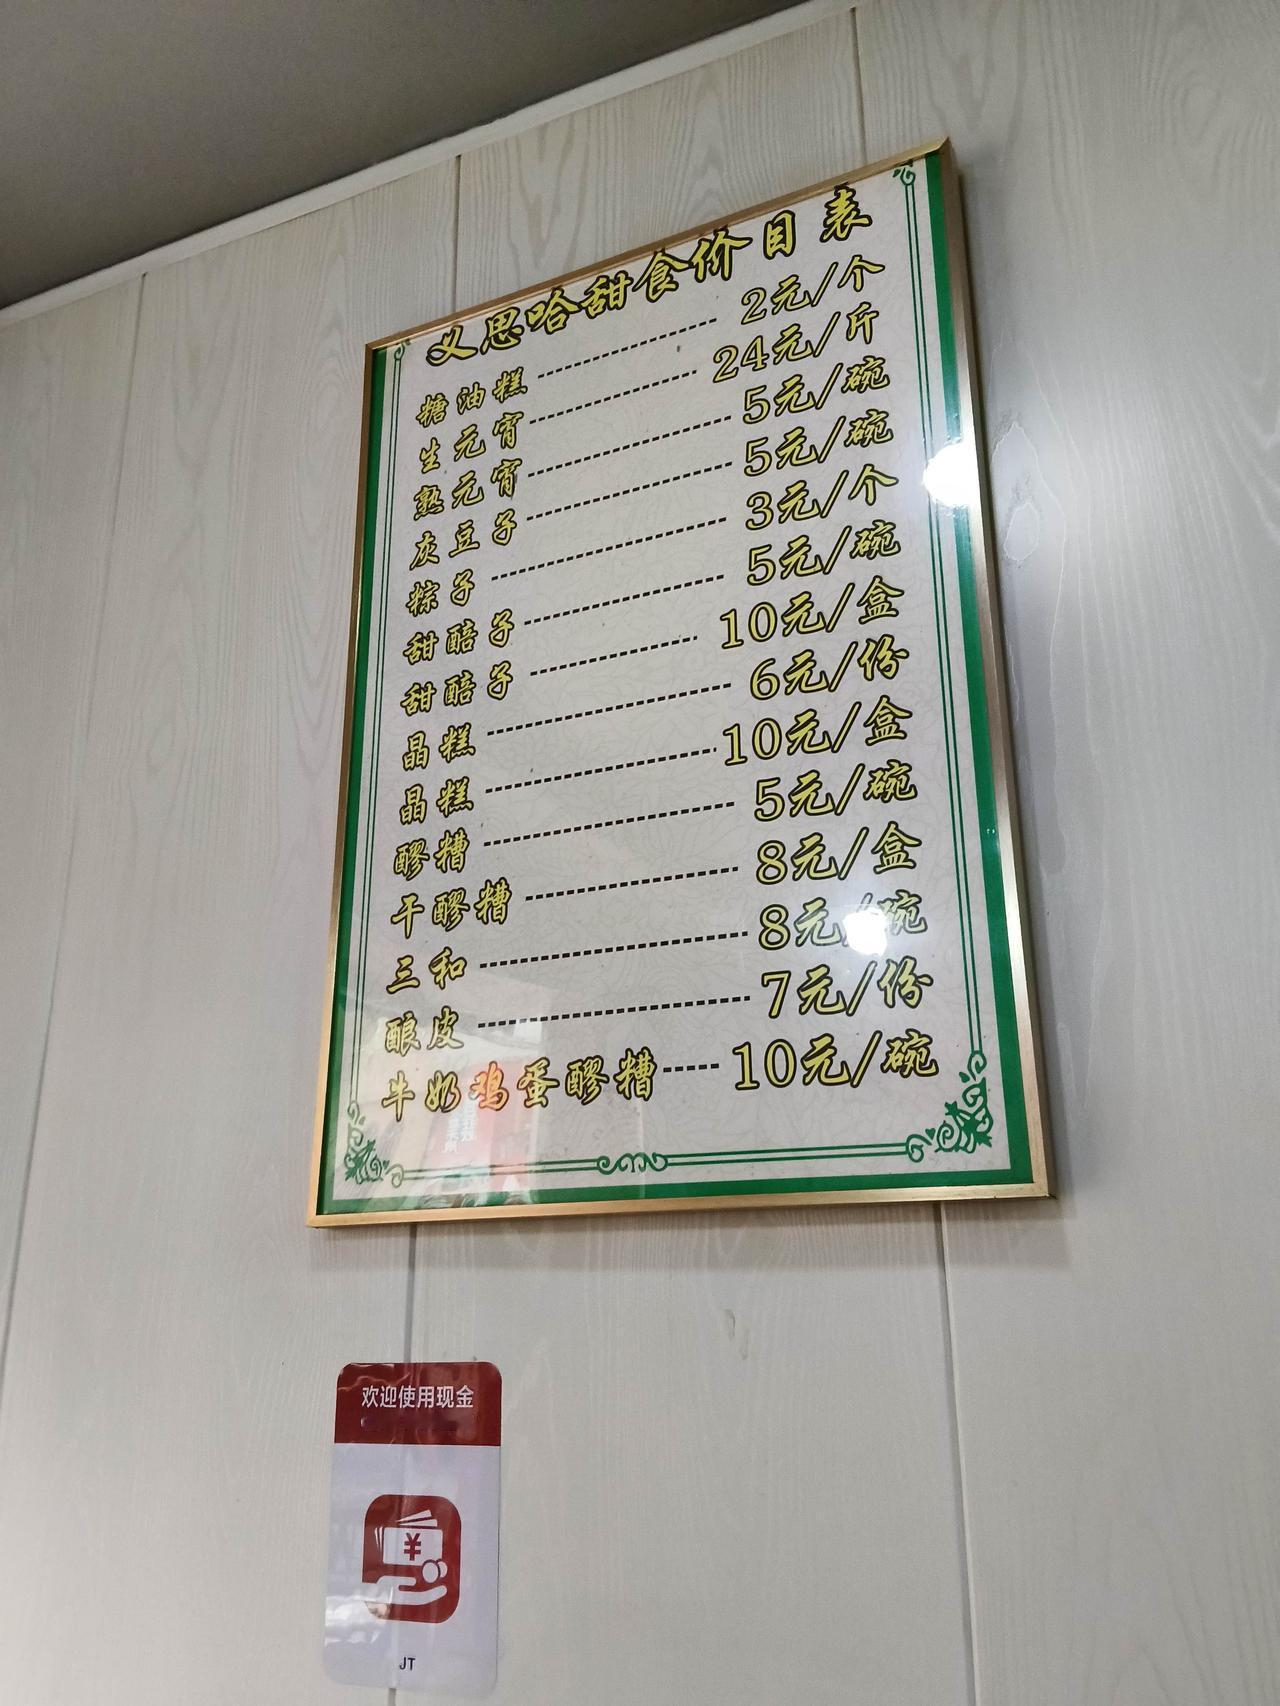 义思哈甜食价目表
糖油糕 2元/个
生元宵 24元/斤
熟元宵 5元/碗
灰豆子 5元/碗
粽子 3元/个
甜醅子 5元/碗
甜醅子 10元/盒
晶糕 6元/份
晶糕 10元/盒
醪糟 5元/碗
干醪糟 8元/盒
三和 8元/碗
酿皮 7元/份
牛奶鸡蛋醪糟 10元/碗
欢迎使用现金
¥
JT